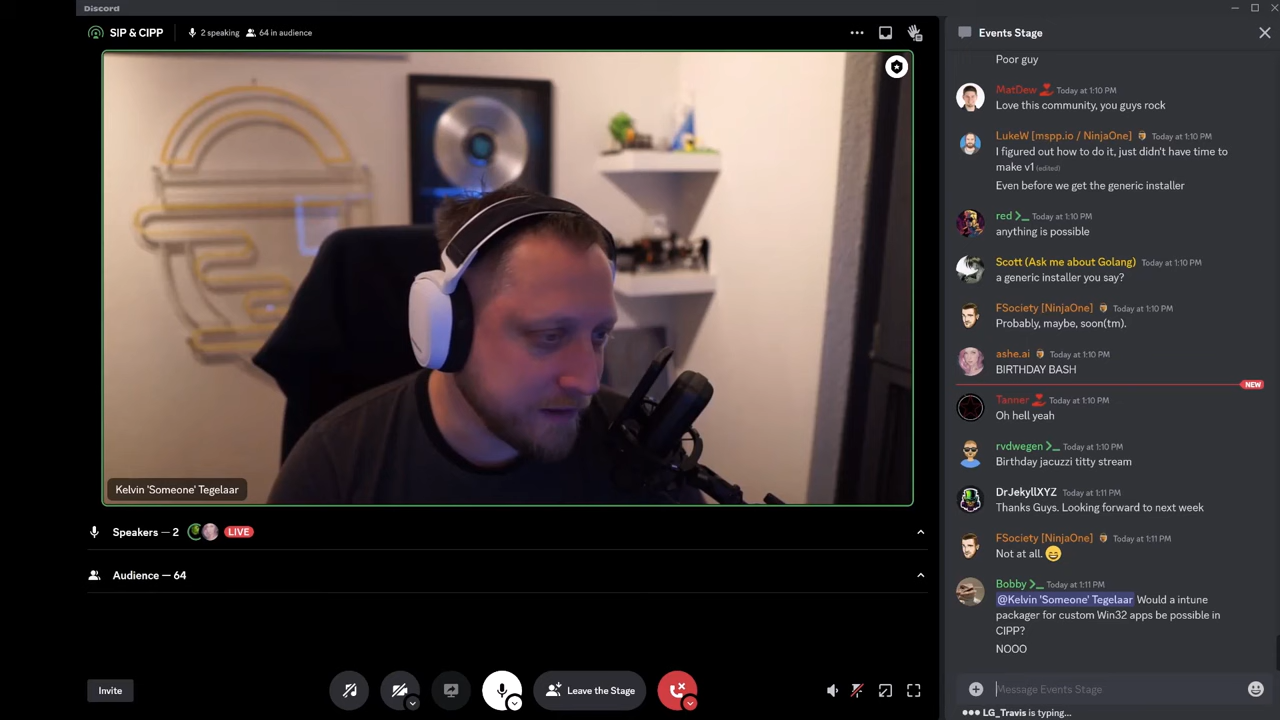 Discord
SIP & CIPP
2 speaking
64 in audience
Events Stage
Kelvin 'Someone' Tegelaar
Speakers — 2
LIVE
Audience — 64
Invite
Leave the Stage
Poor guy
MatDew Today at 1:10 PM
Love this community, you guys rock
LukeW [mspp.io / NinjaOne] Today at 1:10 PM
I figured out how to do it, just didn't have time to
make v1 (edited)
Even before we get the generic installer
red >_ Today at 1:10 PM
anything is possible
Scott (Ask me about Golang) Today at 1:10 PM
a generic installer you say?
FSociety [NinjaOne] Today at 1:10 PM
Probably, maybe, soon(tm).
ashe.ai Today at 1:10 PM
BIRTHDAY BASH
NEW
Tanner Today at 1:10 PM
Oh hell yeah
rvdwegen >_ Today at 1:10 PM
Birthday jacuzzi titty stream
DrJekyllXYZ Today at 1:11 PM
Thanks Guys. Looking forward to next week
FSociety [NinjaOne] Today at 1:11 PM
Not at all. 😄
Bobby >_ Today at 1:11 PM
@Kelvin 'Someone' Tegelaar Would a intune
packager for custom Win32 apps be possible in
CIPP?
NOOO
Message Events Stage
LG_Travis is typing...